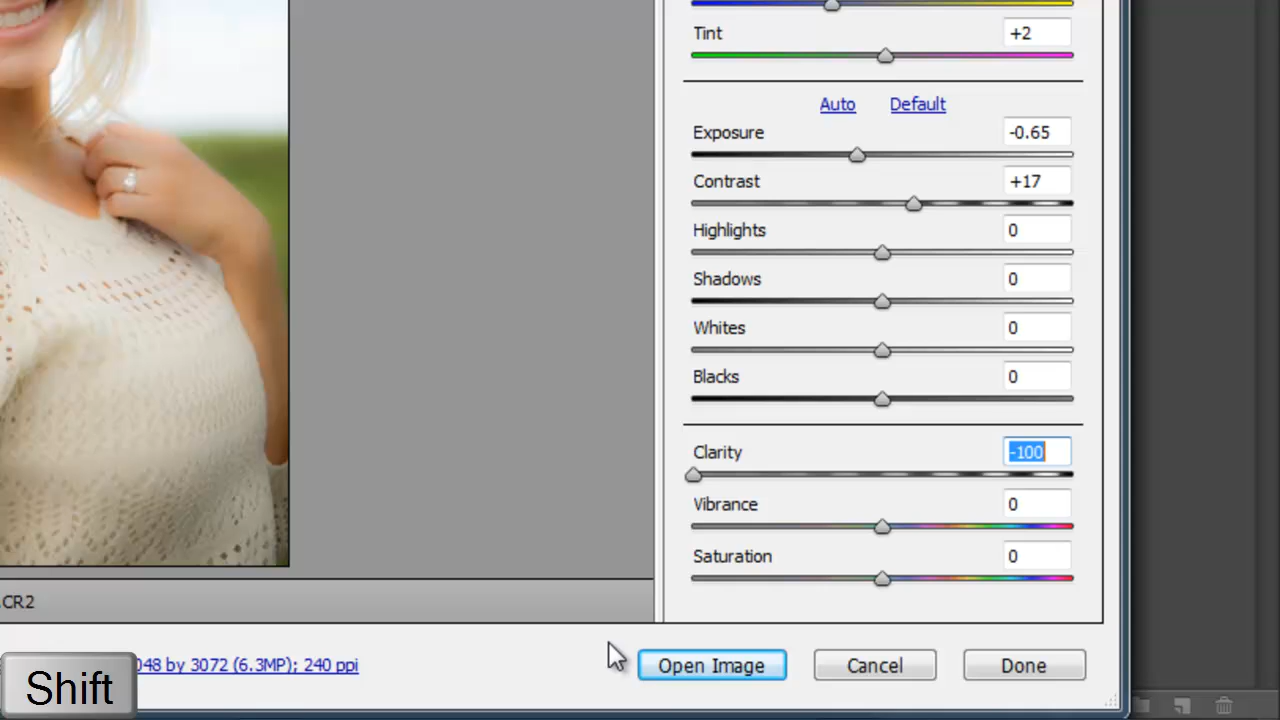 Tint +2
Auto Default
Exposure -0.65
Contrast +17
Highlights 0
Shadows 0
Whites 0
Blacks 0
Clarity -100
Vibrance 0
Saturation 0
.CR2
048 by 3072 (6.3MP); 240 ppi
Open Image Cancel Done
Shift